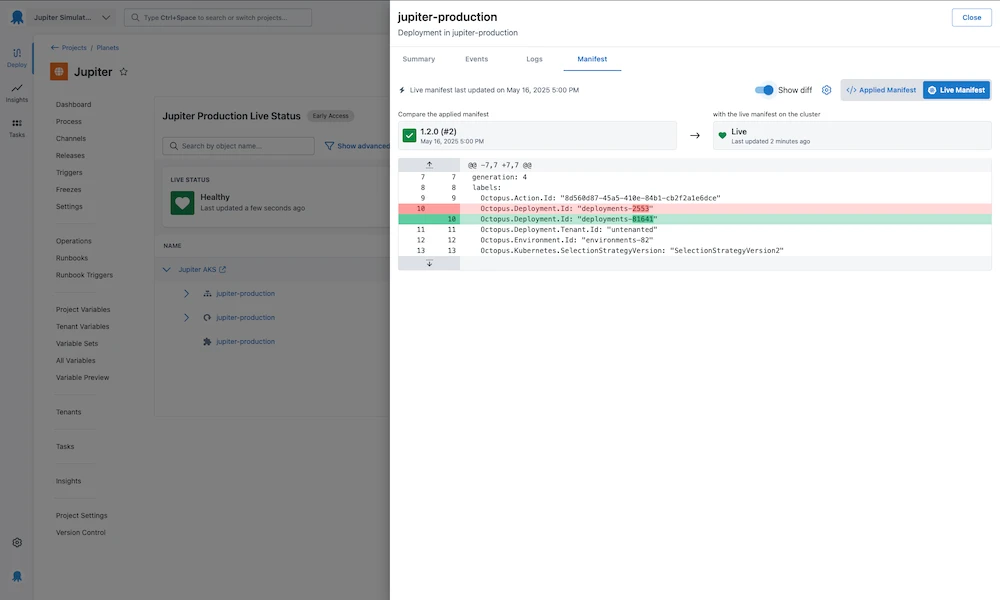 Jupiter Simulat...
Type Ctrl+Space to search or switch projects...
Deploy
Insights
Tasks
Projects / Planets
Jupiter
Dashboard
Process
Channels
Releases
Triggers
Freezes
Settings
Operations
Runbooks
Runbook Triggers
Project Variables
Tenant Variables
Variable Sets
All Variables
Variable Preview
Tenants
Tasks
Insights
Project Settings
Version Control
Jupiter Production Live Status Early Access
Search by object name...
Show advanced
LIVE STATUS
Healthy
Last updated a few seconds ago
NAME
Jupiter AKS
jupiter-production
jupiter-production
jupiter-production
jupiter-production
Close
Deployment in jupiter-production
Summary Events Logs Manifest
Live manifest last updated on May 16, 2025 5:00 PM
Show diff
</> Applied Manifest
Live Manifest
Compare the applied manifest
1.2.0 (#2)
May 16, 2025 5:00 PM
with the live manifest on the cluster
Live
Last updated 2 minutes ago
@@ -7,7 +7,7 @@
7 7 generation: 4
8 8 labels:
9 9 Octopus.Action.Id: "8d560d87-45a5-410e-84b1-cb2f2a1e6dce"
10 Octopus.Deployment.Id: "deployments-2553"
10 Octopus.Deployment.Id: "deployments-81641"
11 11 Octopus.Deployment.Tenant.Id: "untenanted"
12 12 Octopus.Environment.Id: "environments-82"
13 13 Octopus.Kubernetes.SelectionStrategyVersion: "SelectionStrategyVersion2"